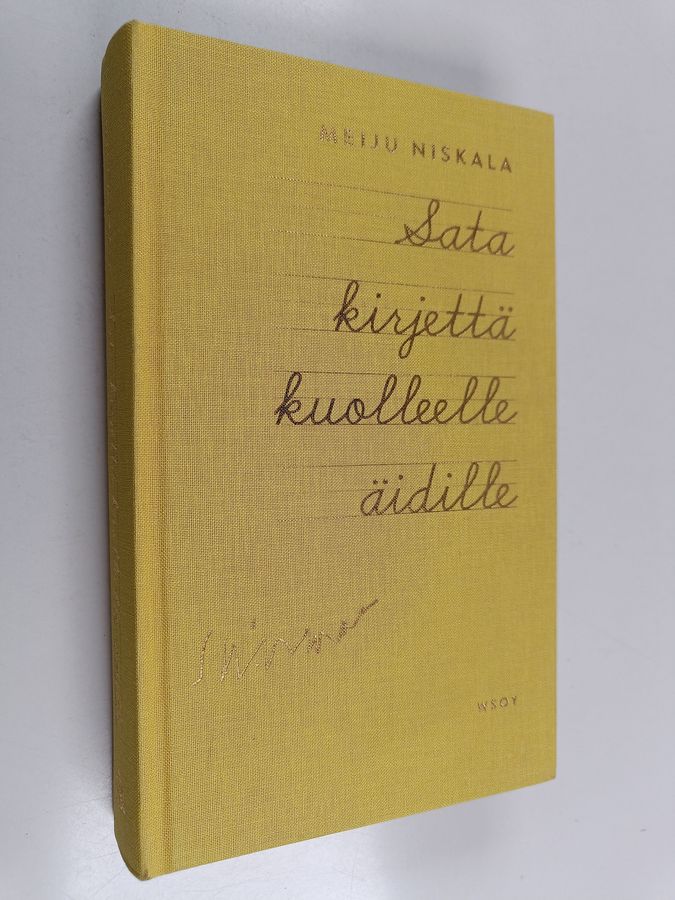 MEIJU NISKALA
Sata
kirjettä
kuolleelle
äidille
WSOY